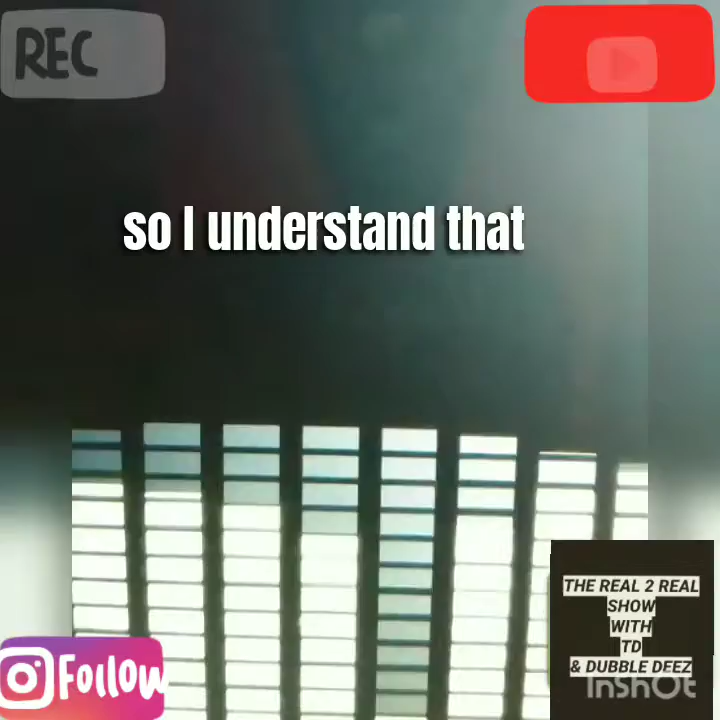 REC
so I understand that
THE REAL 2 REAL
SHOW
WITH
TD
& DUBBLE DEEZ
InShOt
Follow